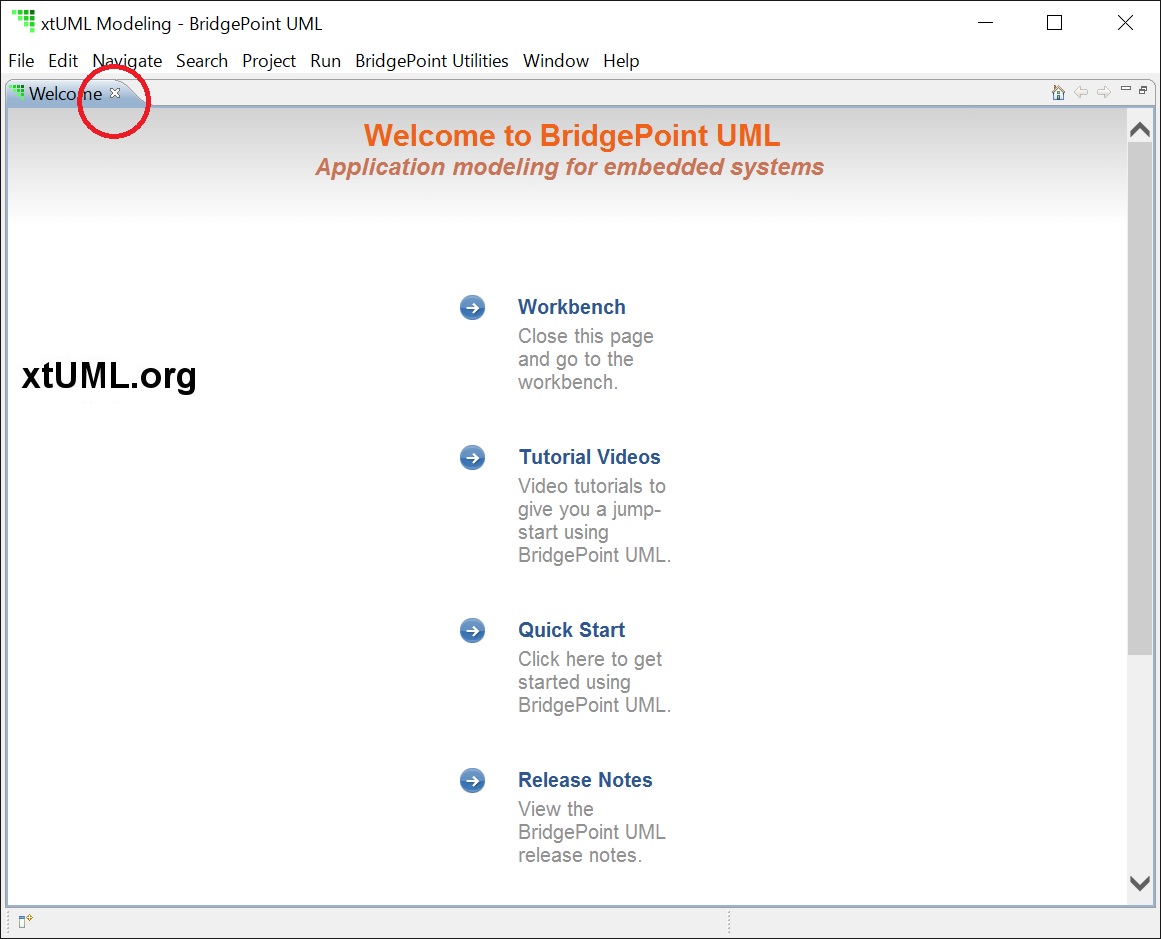 xtUML Modeling - BridgePoint UML
File Edit Navigate Search Project Run BridgePoint Utilities Window Help
Welcome
Welcome to BridgePoint UML
Application modeling for embedded systems
Workbench
Close this page
and go to the
workbench.
xtUML.org
Tutorial Videos
Video tutorials to
give you a jump-
start using
BridgePoint UML.
Quick Start
Click here to get
started using
BridgePoint UML.
Release Notes
View the
BridgePoint UML
release notes.